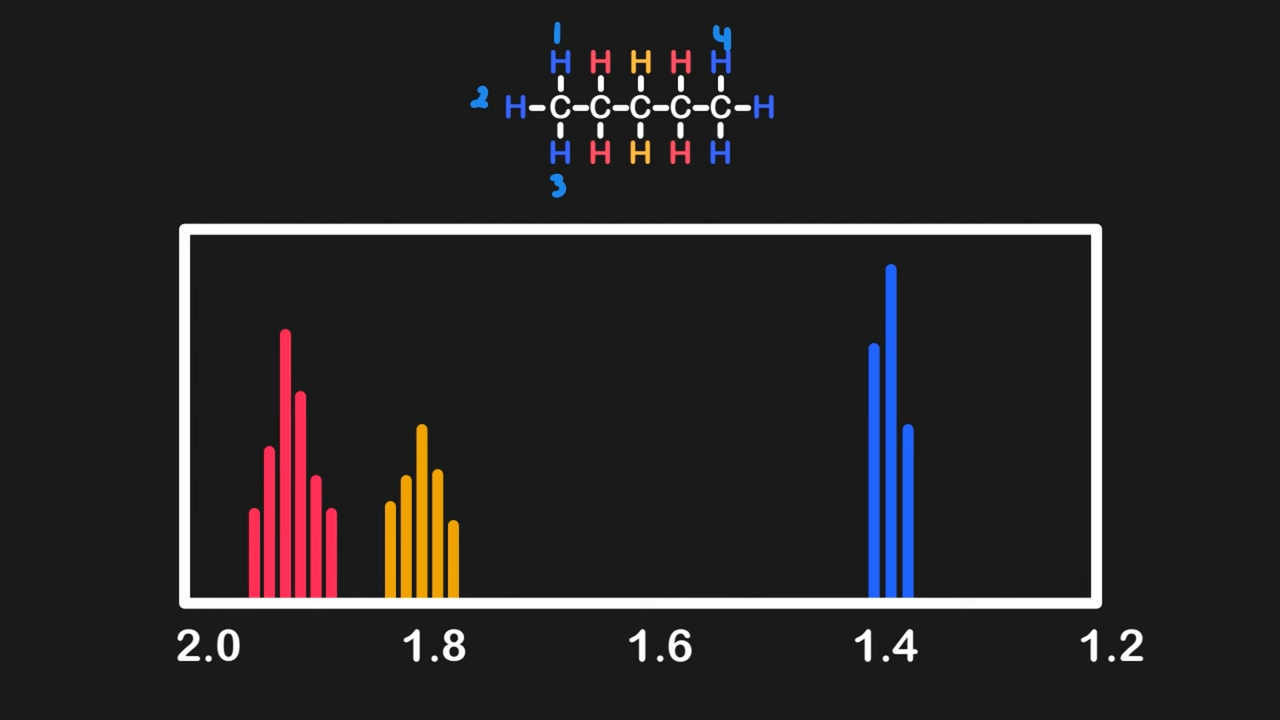 1 4
H H H H H
2 H-C-C-C-C-C-H
H H H H H
3
2.0 1.8 1.6 1.4 1.2